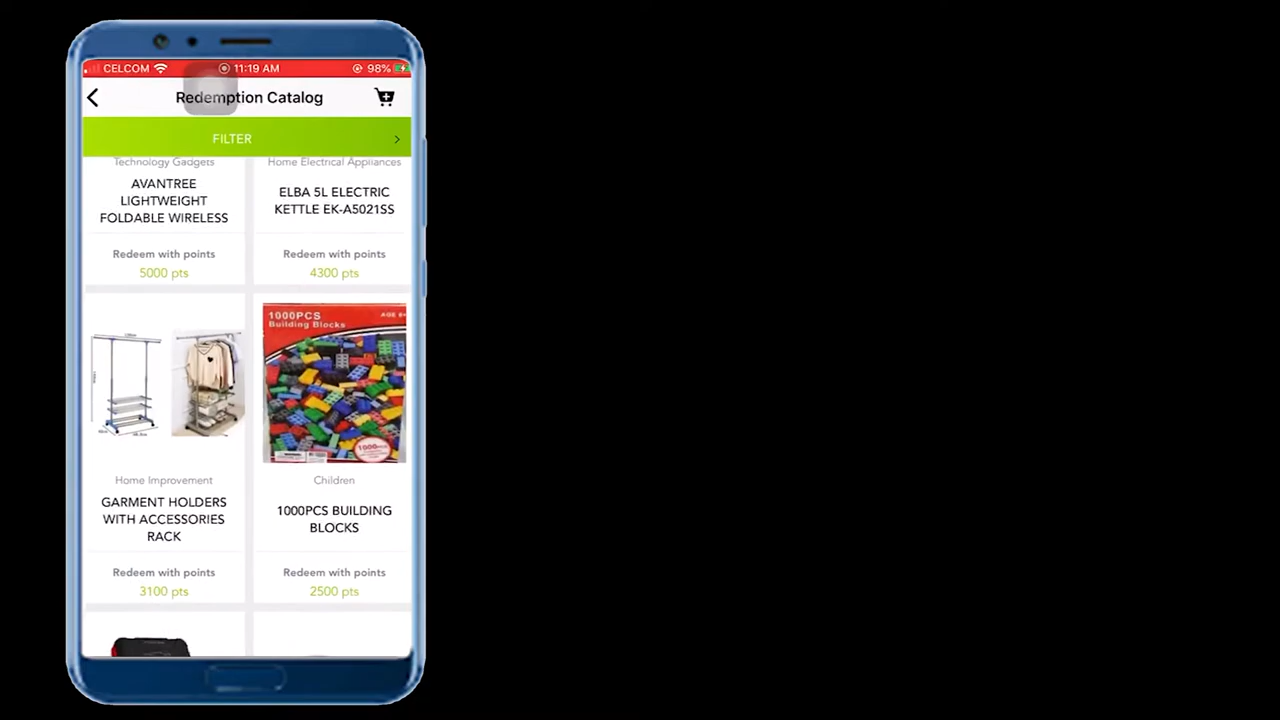 CELCOM 11:19 AM 98%
Redemption Catalog
FILTER
Technology Gadgets
AVANTREE
LIGHTWEIGHT
FOLDABLE WIRELESS
Redeem with points
5000 pts
Home Electrical Appliances
ELBA 5L ELECTRIC
KETTLE EK-A5021SS
Redeem with points
4300 pts
Home Improvement
GARMENT HOLDERS
WITH ACCESSORIES
RACK
Redeem with points
3100 pts
1000PCS AGE 6+
Building Blocks
1000pcs
Children
1000PCS BUILDING
BLOCKS
Redeem with points
2500 pts